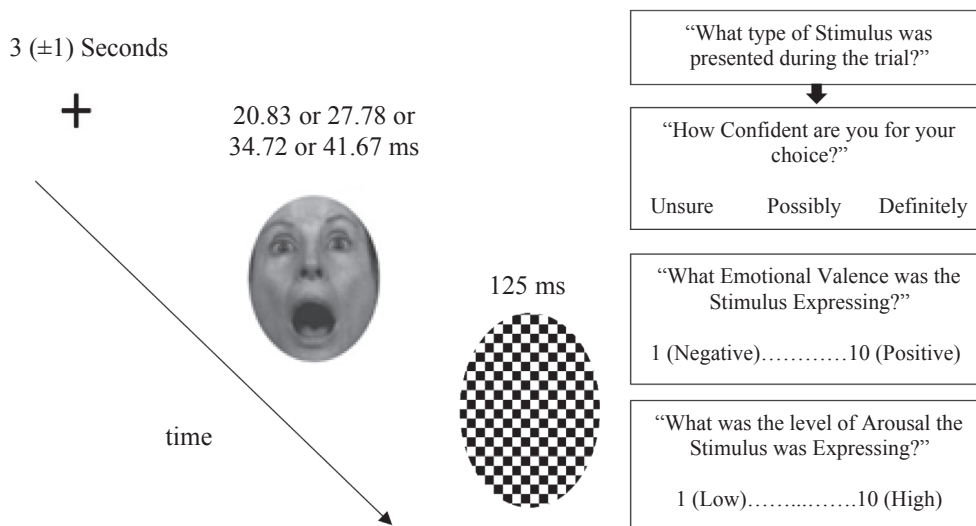 3 (±1) Seconds
20.83 or 27.78 or
34.72 or 41.67 ms
125 ms
time
“What type of Stimulus was
presented during the trial?”
“How Confident are you for your
choice?”
Unsure Possibly Definitely
“What Emotional Valence was the
Stimulus Expressing?”
1 (Negative)…………10 (Positive)
“What was the level of Arousal the
Stimulus was Expressing?”
1 (Low)……...…….10 (High)